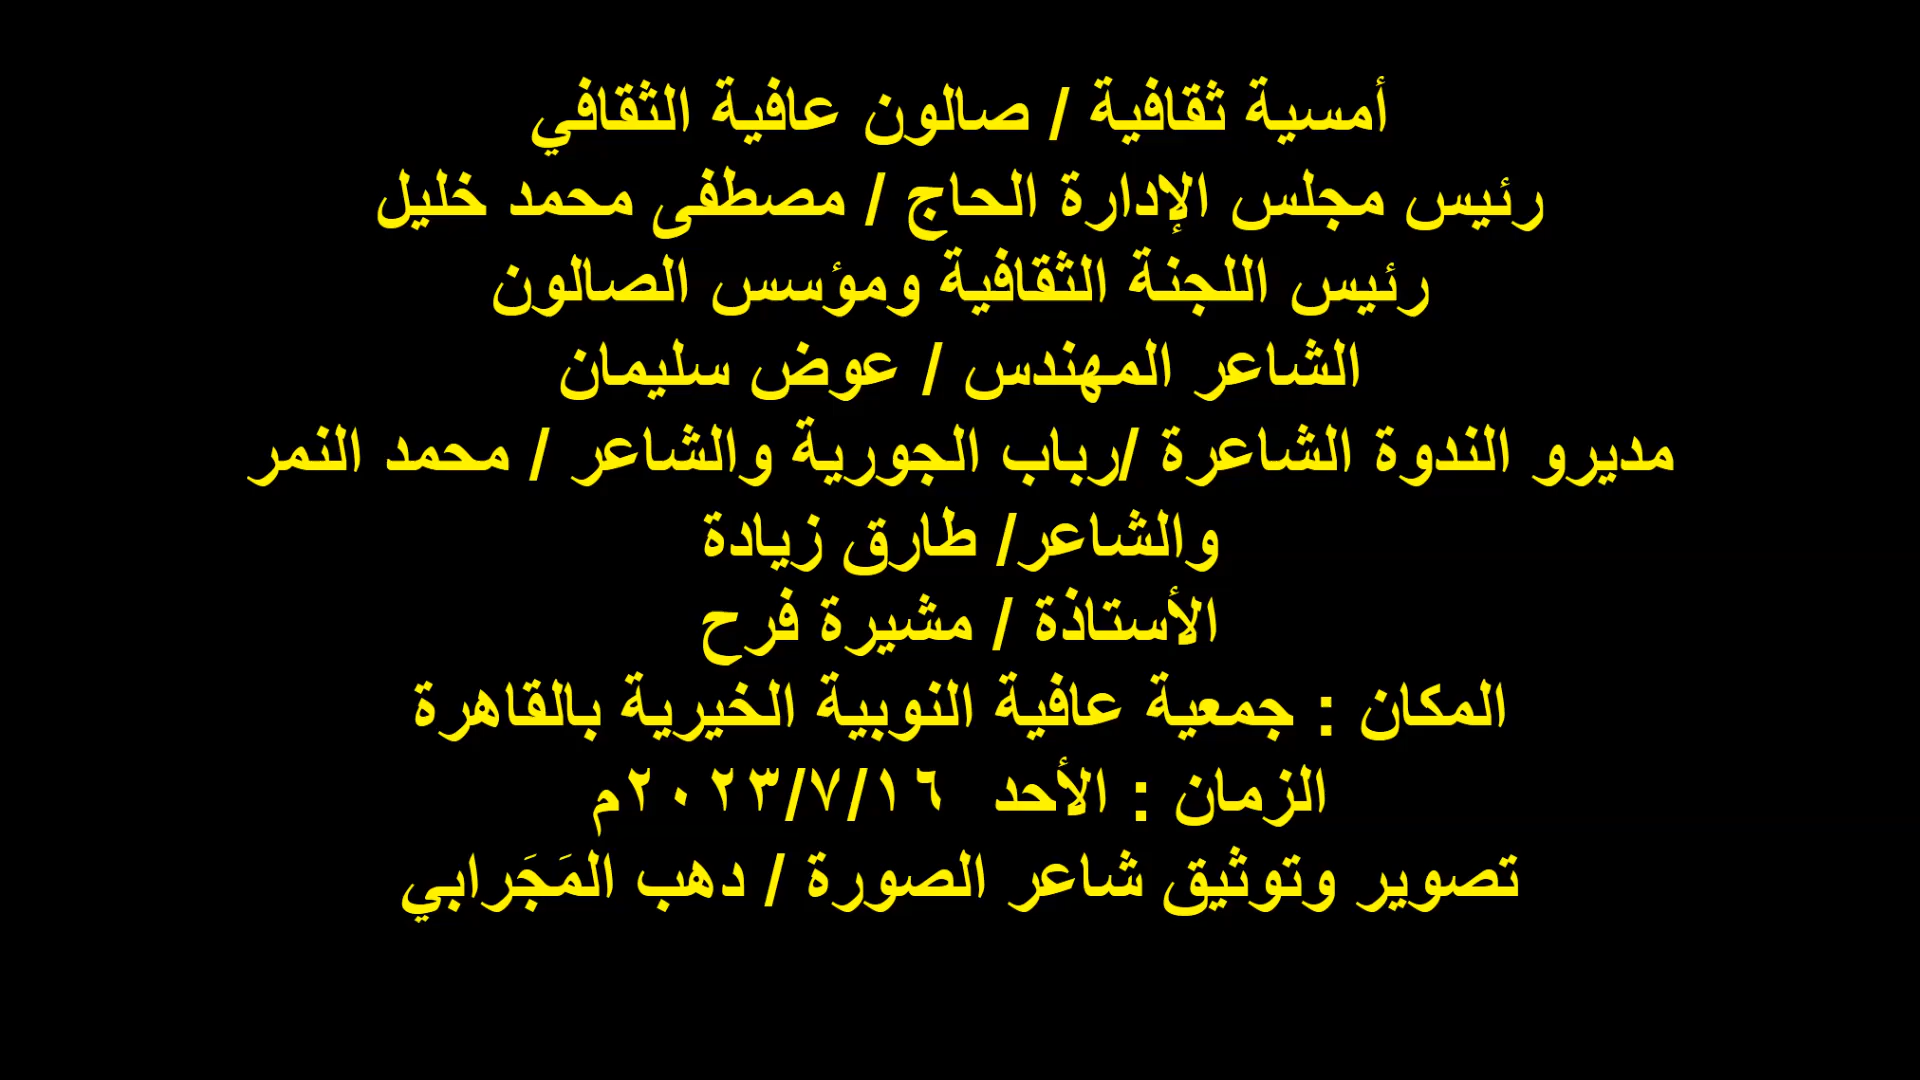 أمسية ثقافية / صالون عافية الثقافي
رئيس مجلس الإدارة الحاج / مصطفى محمد خليل
رئيس اللجنة الثقافية ومؤسس الصالون
الشاعر المهندس / عوض سليمان
مديرو الندوة الشاعرة /رباب الجورية والشاعر / محمد النمر
والشاعر/ طارق زيادة
الأستاذة / مشيرة فرح
المكان : جمعية عافية النوبية الخيرية بالقاهرة
الزمان : الأحد ٢٠٢٣/٧/١٦م
تصوير وتوثيق شاعر الصورة / دهب المَجَرابي